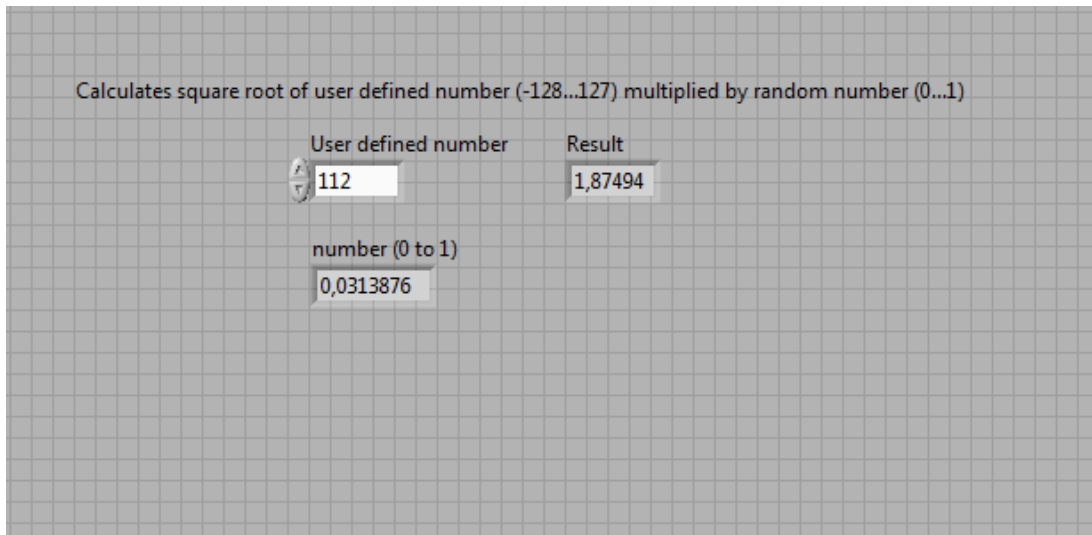 Calculates square root of user defined number (-128...127) multiplied by random number (0...1)
User defined number
Result
112
1,87494
number (0 to 1)
0,0313876